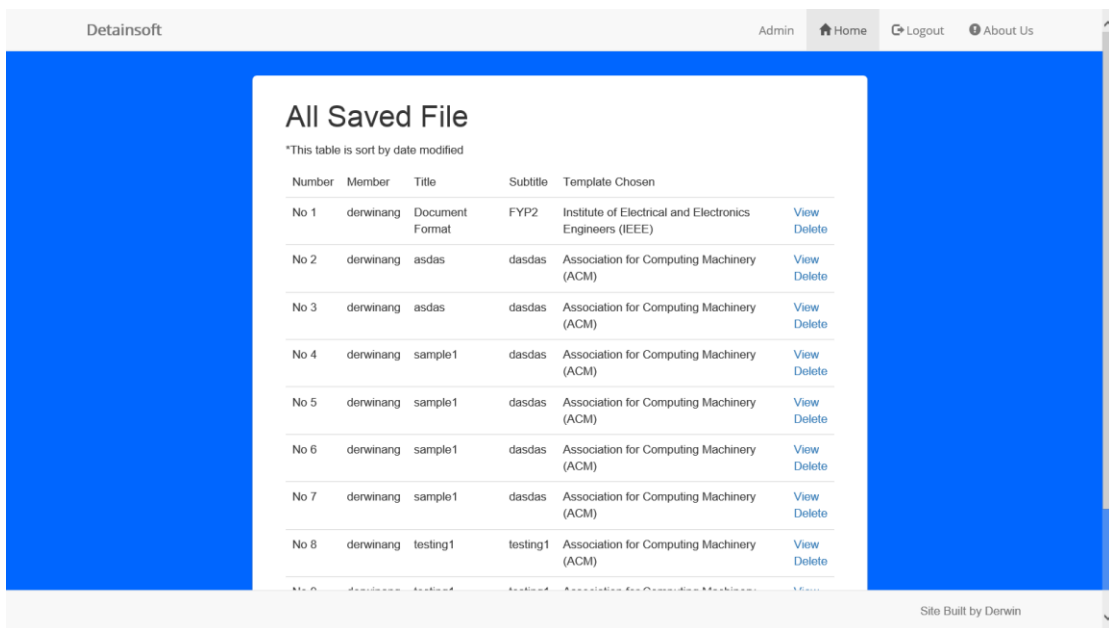 Detainsoft Admin Home Logout About Us
All Saved File
*This table is sort by date modified
Number Member Title Subtitle Template Chosen
No 1 derwinang Document FYP2 Institute of Electrical and Electronics View
Format Engineers (IEEE) Delete
No 2 derwinang asdas dasdas Association for Computing Machinery View
(ACM) Delete
No 3 derwinang asdas dasdas Association for Computing Machinery View
(ACM) Delete
No 4 derwinang sample1 dasdas Association for Computing Machinery View
(ACM) Delete
No 5 derwinang sample1 dasdas Association for Computing Machinery View
(ACM) Delete
No 6 derwinang sample1 dasdas Association for Computing Machinery View
(ACM) Delete
No 7 derwinang sample1 dasdas Association for Computing Machinery View
(ACM) Delete
No 8 derwinang testing1 testing1 Association for Computing Machinery View
(ACM) Delete
Site Built by Derwin